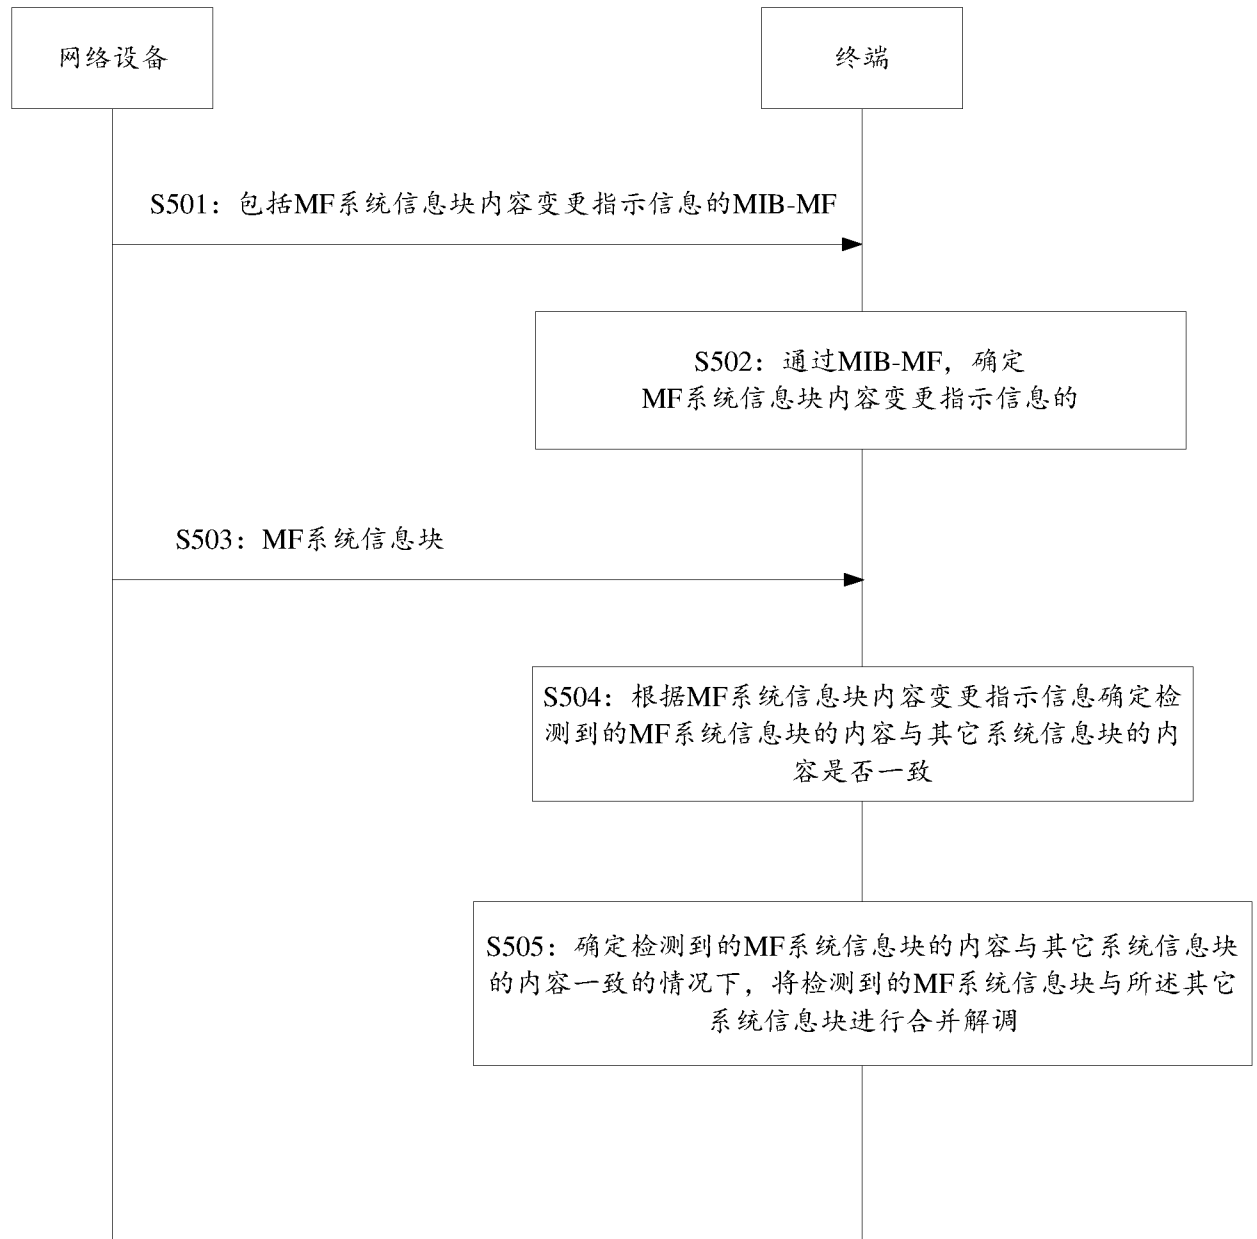 网络设备
终端
S501：包括MF系统信息块内容变更指示信息的MIB-MF
S502：通过MIB-MF，确定
MF系统信息块内容变更指示信息的
S503：MF系统信息块
S504：根据MF系统信息块内容变更指示信息确定检
测到的MF系统信息块的内容与其它系统信息块的内
容是否一致
S505：确定检测到的MF系统信息块的内容与其它系统信息块
的内容一致的情况下，将检测到的MF系统信息块与所述其它
系统信息块进行合并解调